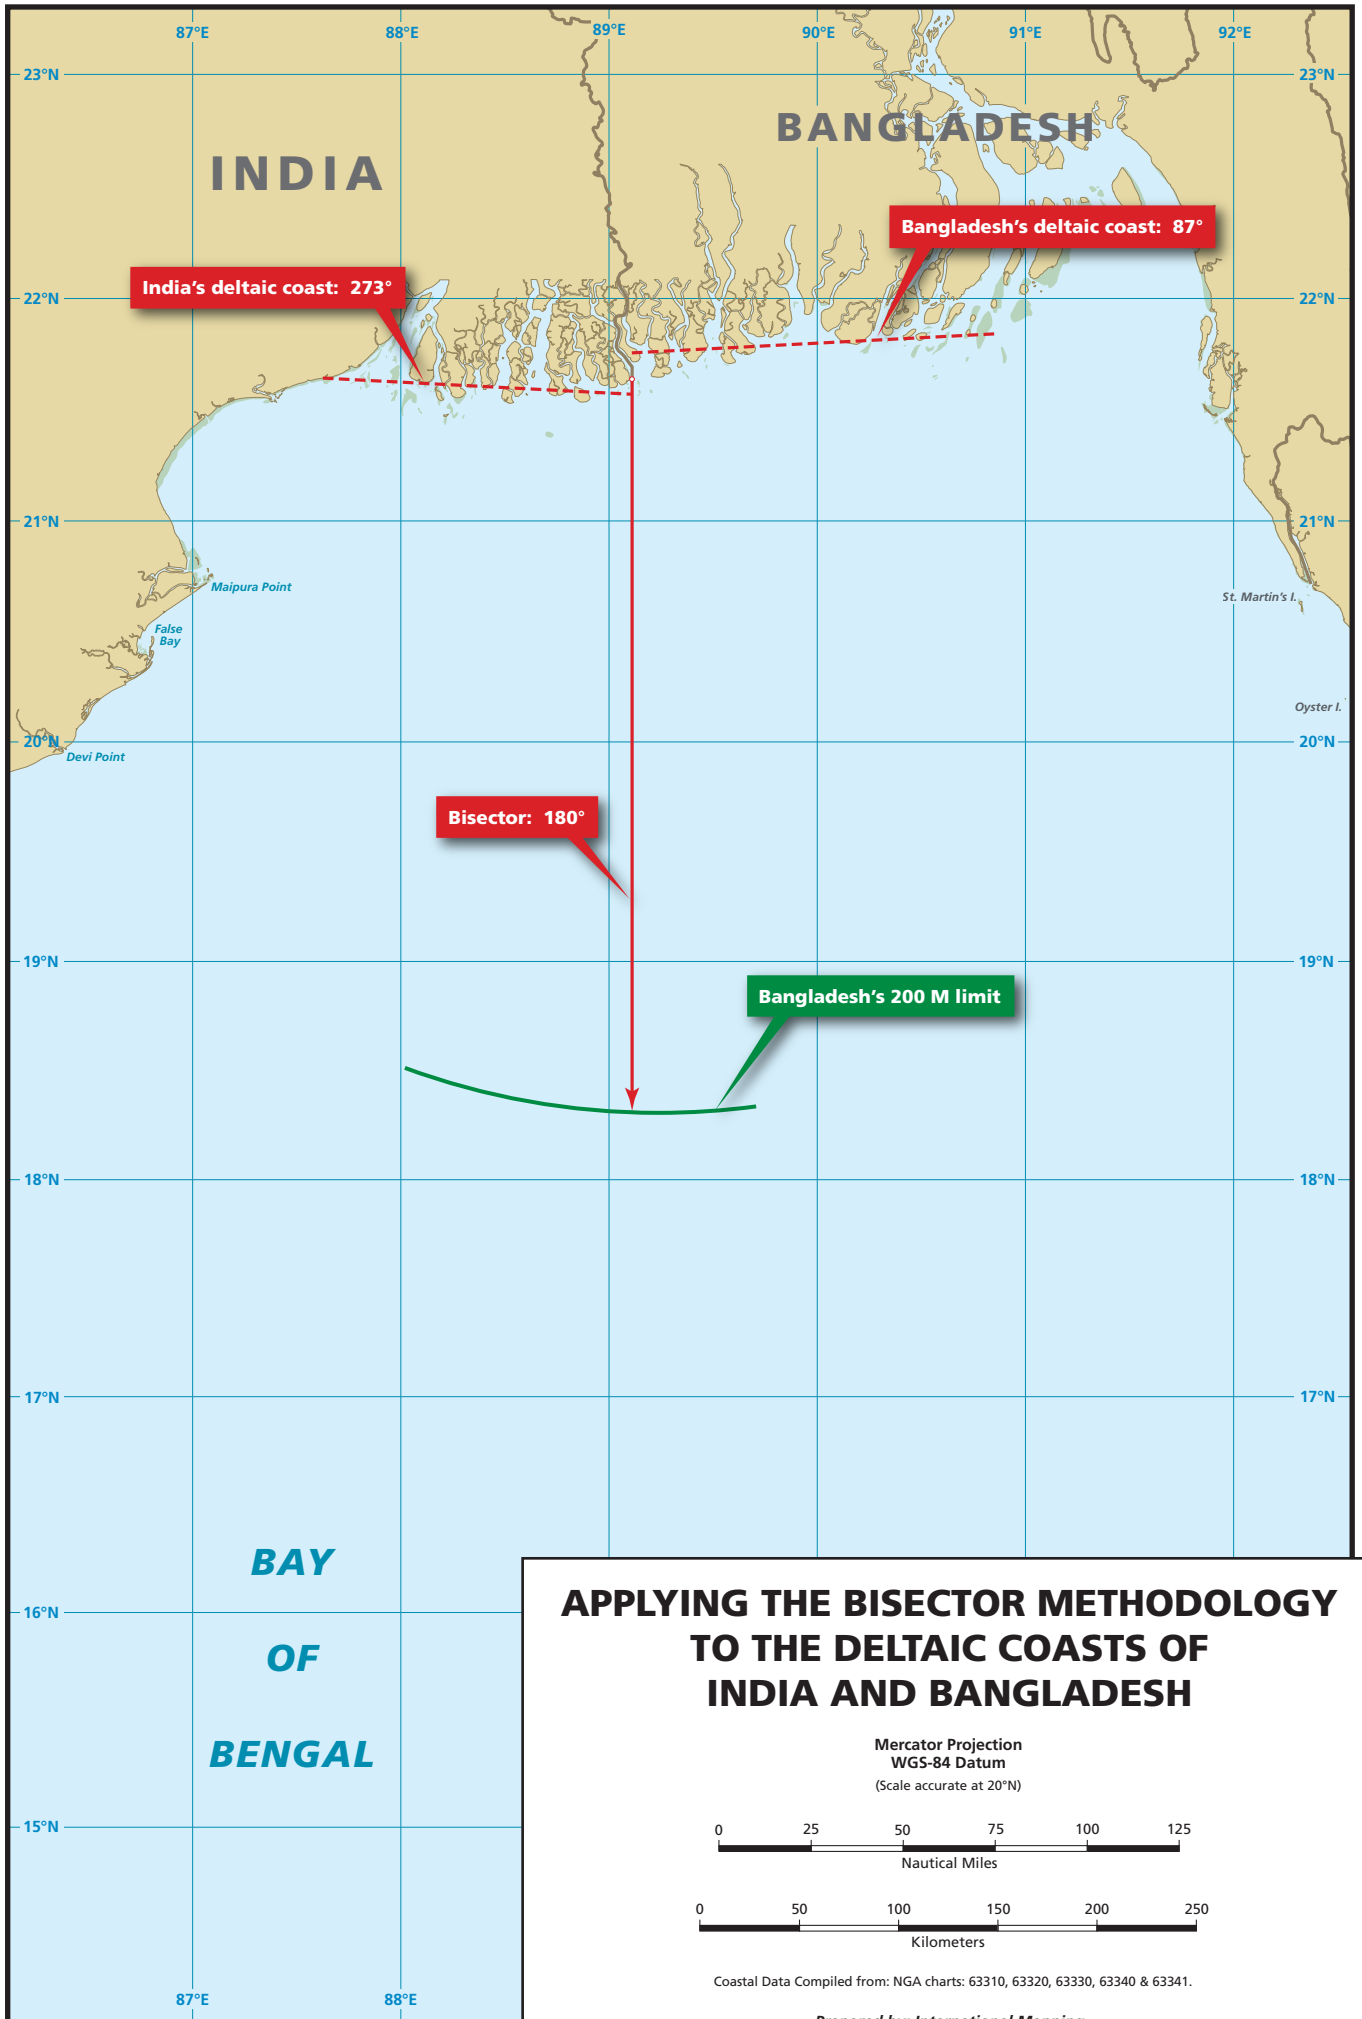 87°E 88°E 89°E 90°E 91°E 92°E
23°N 23°N
BANGLADESH
INDIA
Bangladesh's deltaic coast: 87°
India's deltaic coast: 273°
22°N 22°N
21°N 21°N
Maipura Point
St. Martin's I.
False
Bay
Oyster I.
20°N 20°N
Devi Point
Bisector: 180°
19°N 19°N
Bangladesh's 200 M limit
18°N 18°N
17°N 17°N
BAY
OF
BENGAL
16°N
15°N
87°E 88°E
APPLYING THE BISECTOR METHODOLOGY
TO THE DELTAIC COASTS OF
INDIA AND BANGLADESH
Mercator Projection
WGS-84 Datum
(Scale accurate at 20°N)
0 25 50 75 100 125
Nautical Miles
0 50 100 150 200 250
Kilometers
Coastal Data Compiled from: NGA charts: 63310, 63320, 63330, 63340 & 63341.
Prepared by: International Mapping